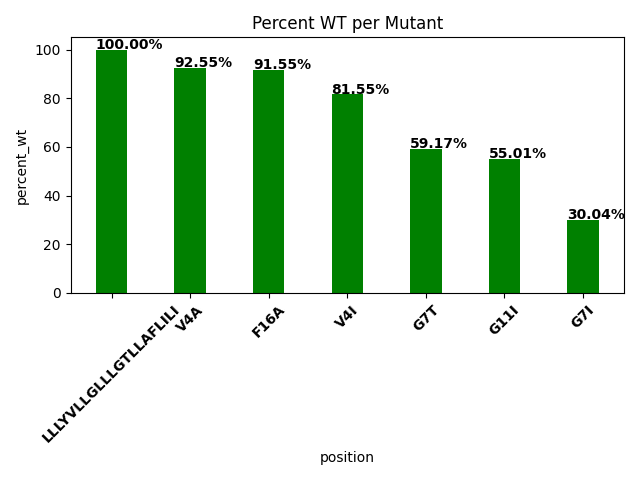 Percent WT per Mutant
100.00%
92.55%
91.55%
81.55%
59.17%
55.01%
30.04%
percent_wt
100
80
60
40
20
0
LLLYVLLGLLLGTLLAFLILI
V4A
F16A
V4I
G7T
G11I
G7I
position